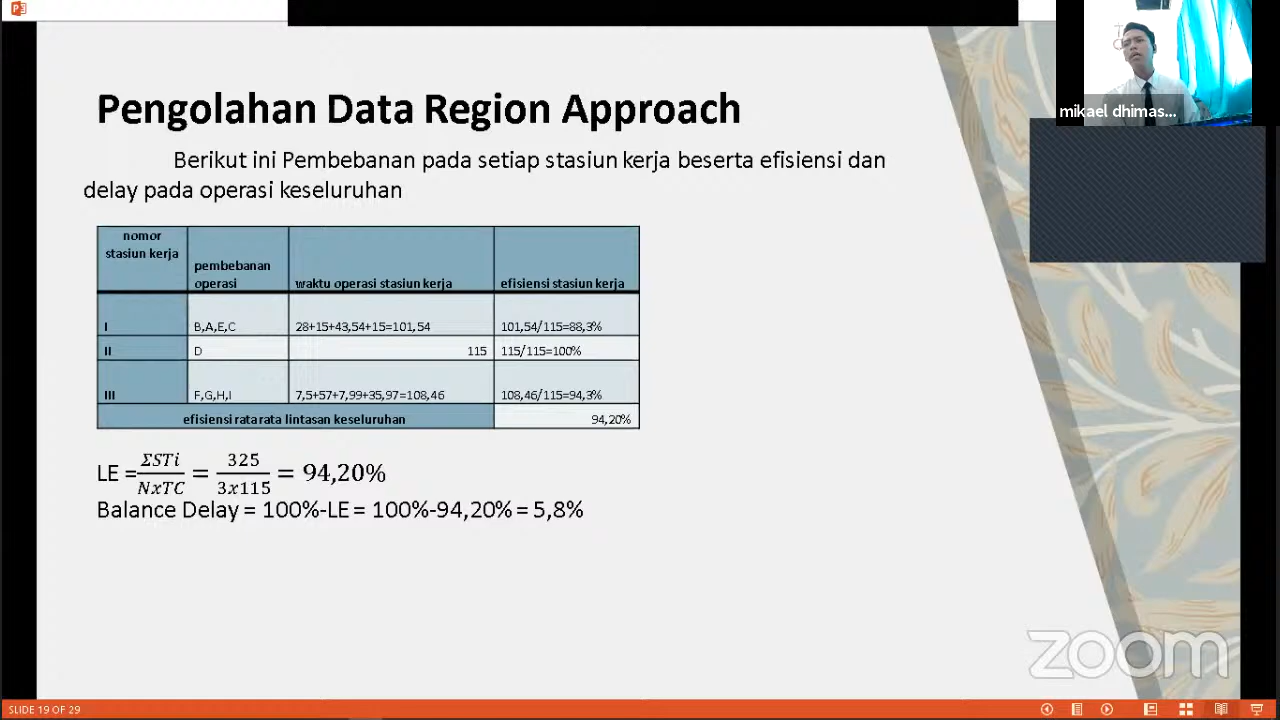 mikael dhimas...
Pengolahan Data Region Approach
Berikut ini Pembebanan pada setiap stasiun kerja beserta efisiensi dan
delay pada operasi keseluruhan
nomor
stasiun kerja
pembebanan
operasi
waktu operasi stasiun kerja
efisiensi stasiun kerja
I
B,A,E,C
28+15+43,54+15=101,54
101,54/115=88,3%
II
D
115
115/115=100%
III
F,G,H,I
7,5+57+7,99+35,97=108,46
108,46/115=94,3%
efisiensi rata rata lintasan keseluruhan
94,20%
LE = ΣSTi / NxTC = 325 / 3x115 = 94,20%
Balance Delay = 100%-LE = 100%-94,20% = 5,8%
zoom
SLIDE 19 OF 29